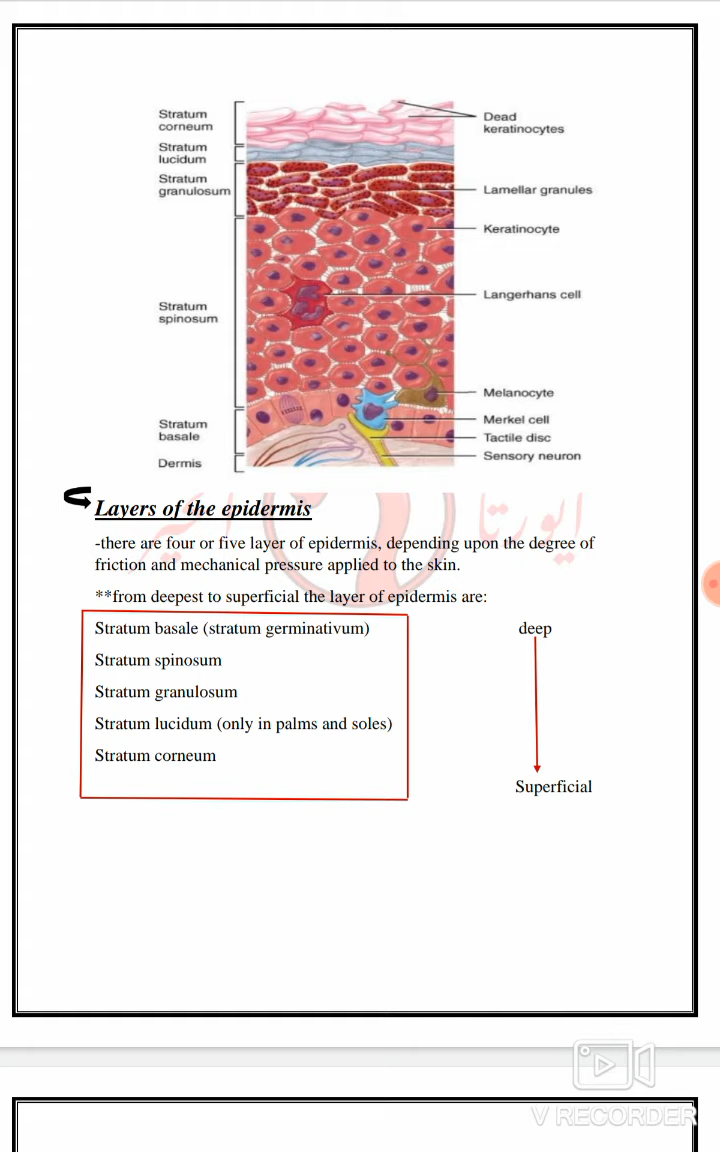 Stratum
corneum
Stratum
lucidum
Stratum
granulosum
Stratum
spinosum
Stratum
basale
Dermis
Dead
keratinocytes
Lamellar granules
Keratinocyte
Langerhans cell
Melanocyte
Merkel cell
Tactile disc
Sensory neuron
Layers of the epidermis
ايورتا
-there are four or five layer of epidermis, depending upon the degree of
friction and mechanical pressure applied to the skin.
**from deepest to superficial the layer of epidermis are:
Stratum basale (stratum germinativum)
deep
Stratum spinosum
Stratum granulosum
Stratum lucidum (only in palms and soles)
Stratum corneum
Superficial
V RECORDER